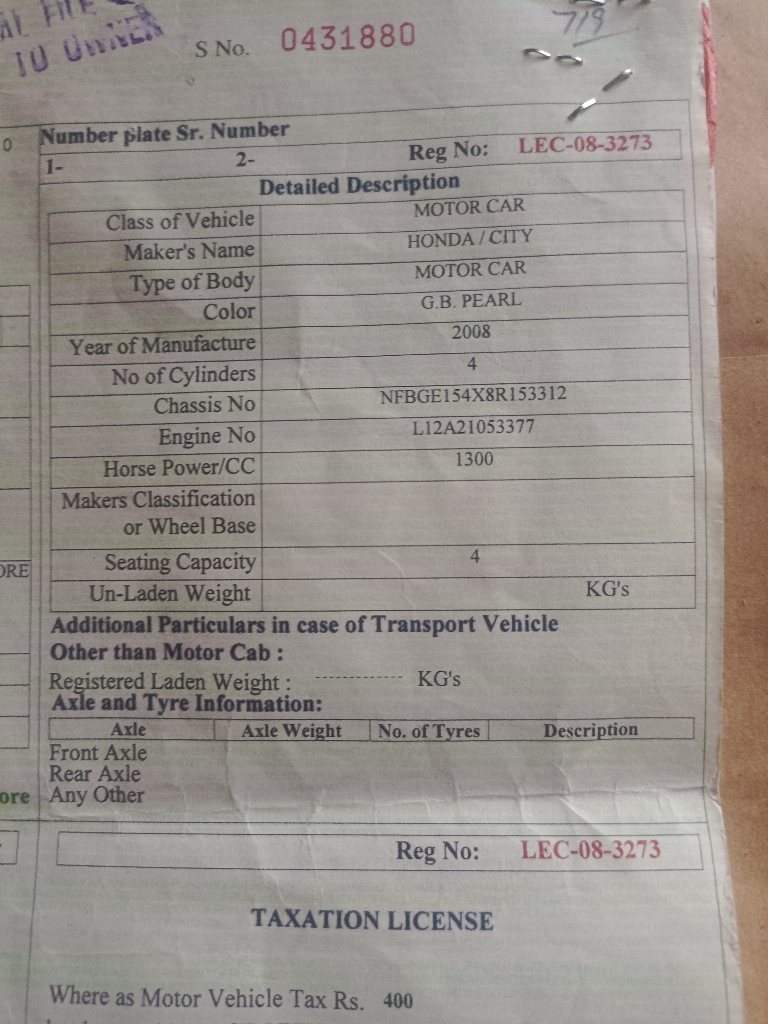 TO OWNER
S No. 0431880
7/9
Number plate Sr. Number
1- 2- Reg No: LEC-08-3273
Detailed Description
Class of Vehicle MOTOR CAR
Maker's Name HONDA / CITY
Type of Body MOTOR CAR
Color G.B. PEARL
Year of Manufacture 2008
No of Cylinders 4
Chassis No NFBGE154X8R153312
Engine No L12A21053377
Horse Power/CC 1300
Makers Classification
or Wheel Base
Seating Capacity 4
Un-Laden Weight KG's
Additional Particulars in case of Transport Vehicle
Other than Motor Cab :
Registered Laden Weight : ------------- KG's
Axle and Tyre Information:
Axle Axle Weight No. of Tyres Description
Front Axle
Rear Axle
Any Other
Reg No: LEC-08-3273
TAXATION LICENSE
Where as Motor Vehicle Tax Rs. 400